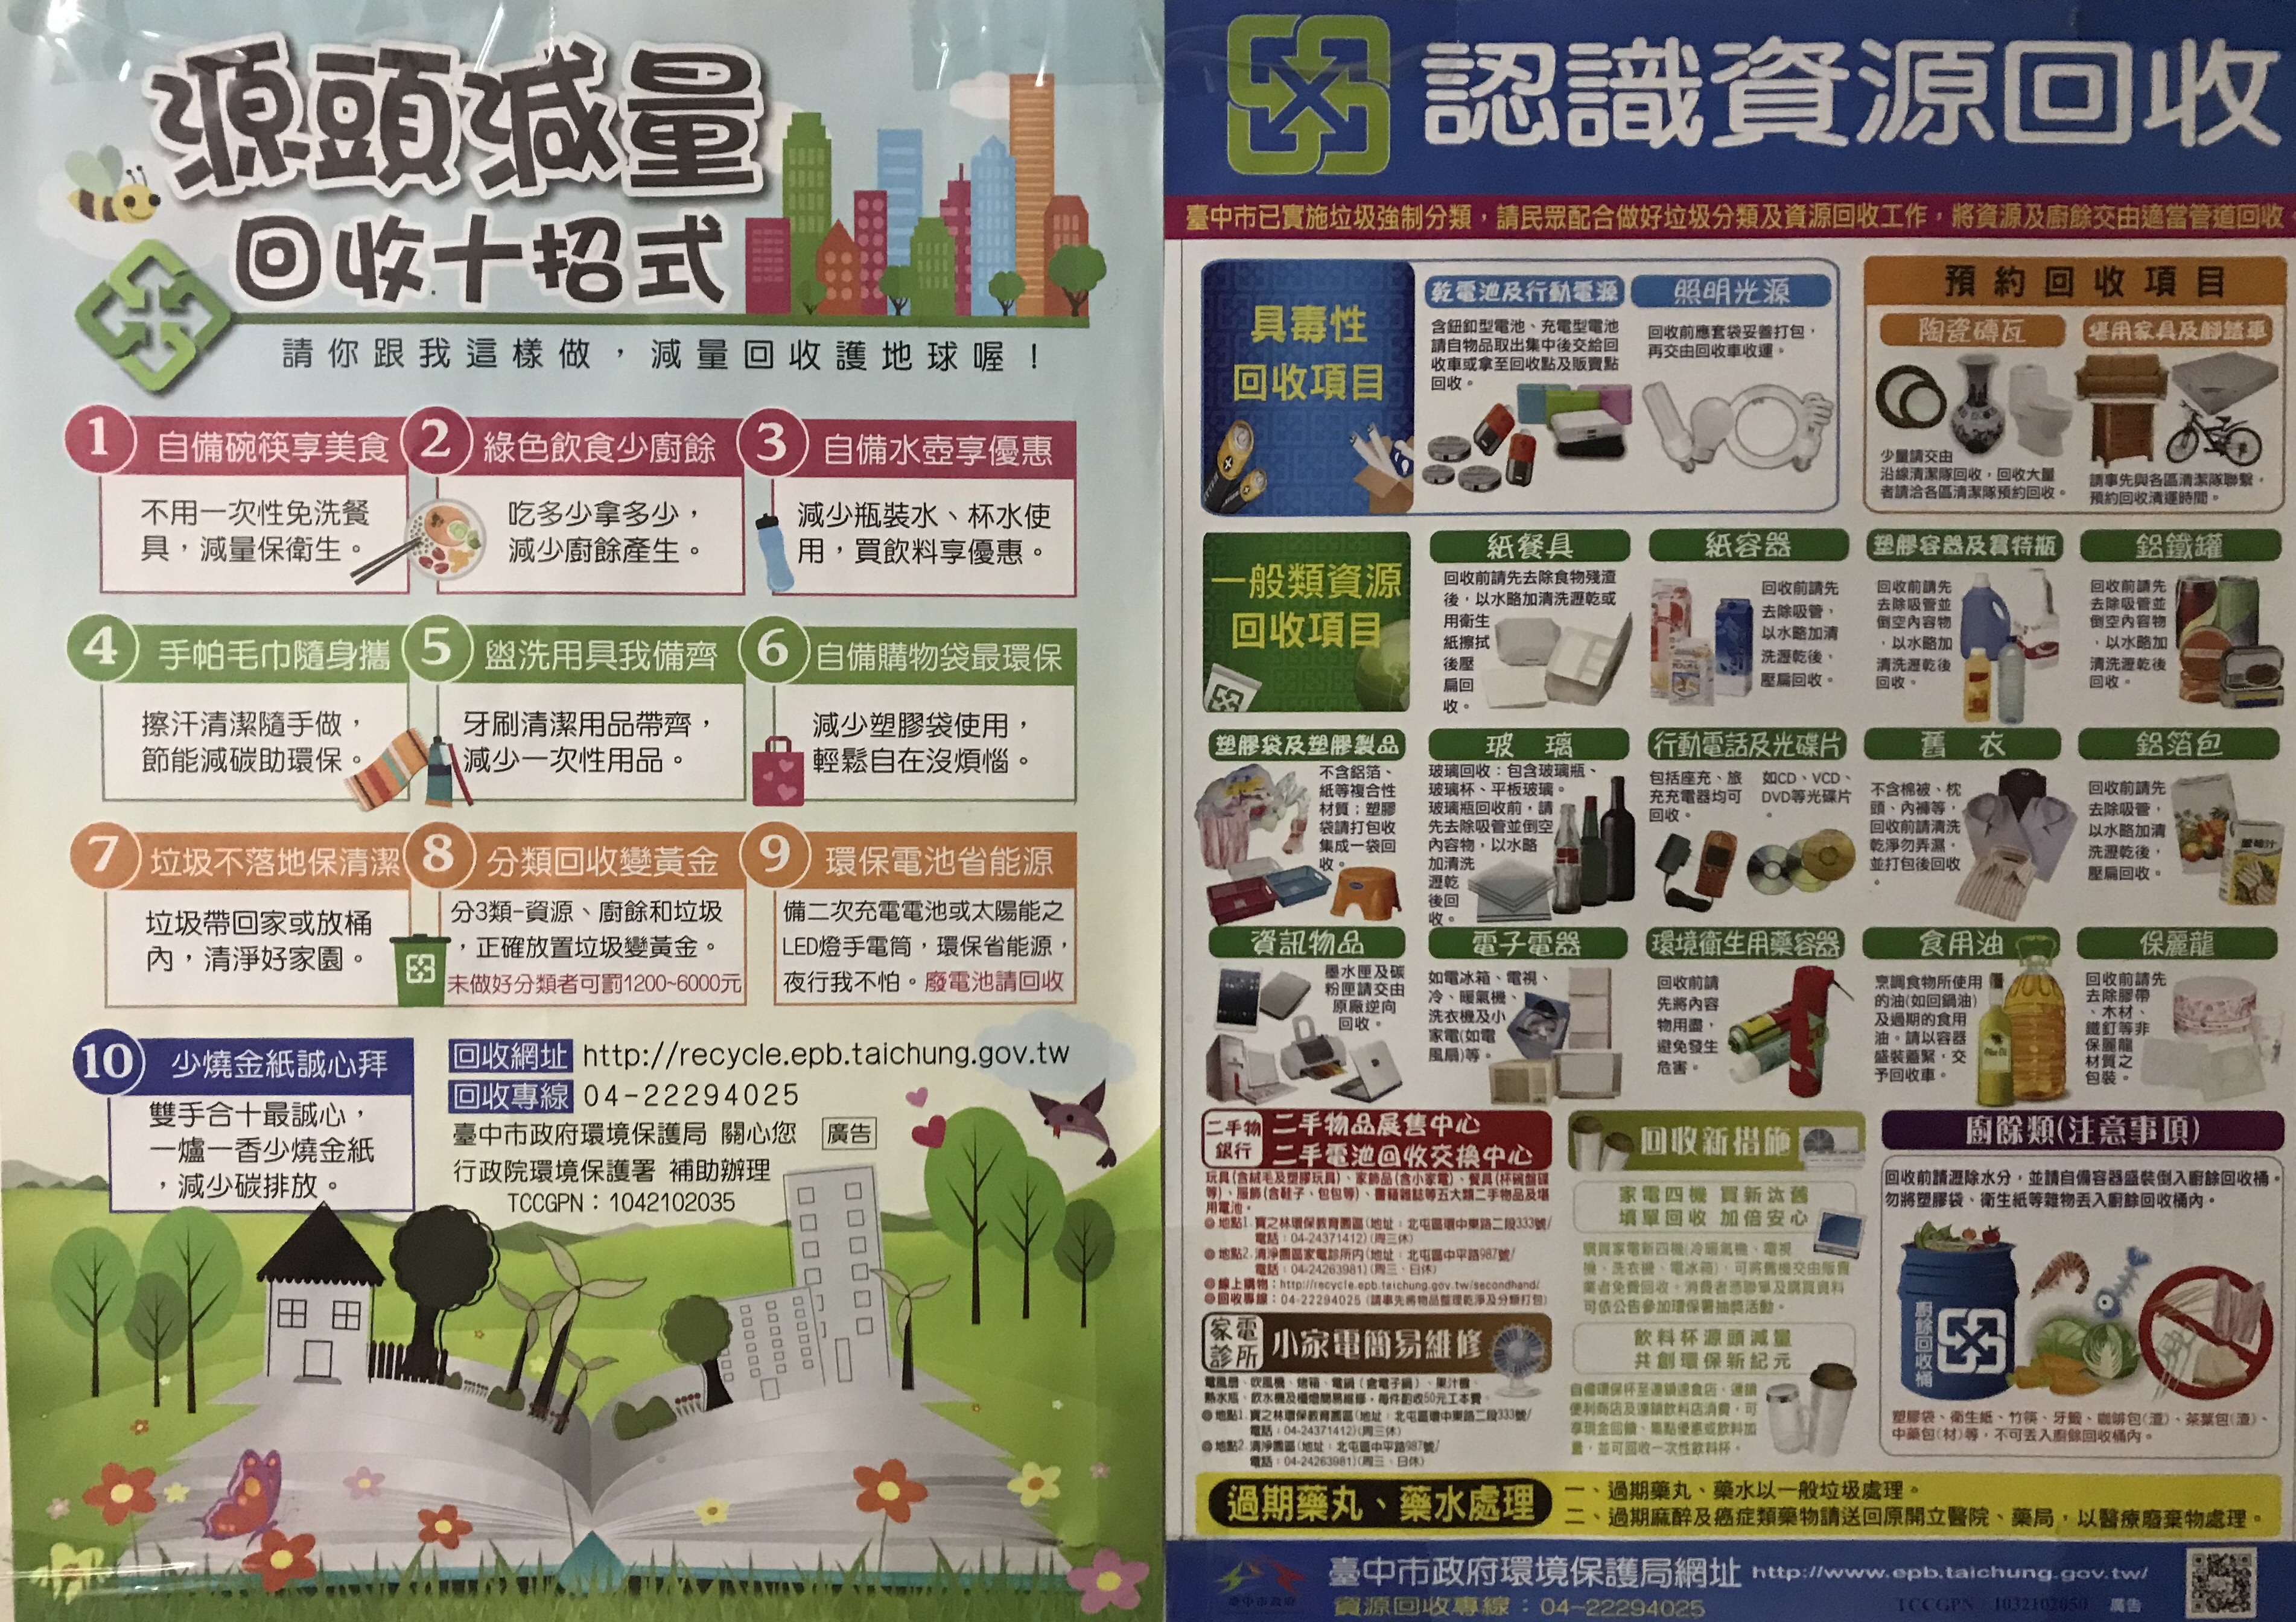 源頭減量
回收十招式
請你跟我這樣做，減量回收護地球喔！
1 自備碗筷享美食
不用一次性免洗餐
具，減量保衛生。
2 綠色飲食少廚餘
吃多少拿多少，
減少廚餘產生。
3 自備水壺享優惠
減少瓶裝水、杯水使
用，買飲料享優惠。
4 手帕毛巾隨身攜
擦汗清潔隨手做，
節能減碳助環保。
5 盥洗用具我備齊
牙刷清潔用品帶齊，
減少一次性用品。
6 自備購物袋最環保
減少塑膠袋使用，
輕鬆自在沒煩惱。
7 垃圾不落地保清潔
垃圾帶回家或放桶
內，清淨好家園。
8 分類回收變黃金
分3類-資源、廚餘和垃圾
，正確放置垃圾變黃金。
未做好分類者可罰1200~6000元
9 環保電池省能源
備二次充電電池或太陽能之
LED燈手電筒，環保省能源，
夜行我不怕。廢電池請回收
10 少燒金紙誠心拜
雙手合十最誠心，
一爐一香少燒金紙
，減少碳排放。
回收網址 http://recycle.epb.taichung.gov.tw
回收專線 04-22294025
臺中市政府環境保護局 關心您 廣告
行政院環境保護署 補助辦理
TCCGPN：1042102035
認識資源回收
臺中市已實施垃圾強制分類，請民眾配合做好垃圾分類及資源回收工作，將資源及廚餘交由適當管道回收
具毒性
回收項目
乾電池及行動電源
含鈕釦型電池、充電型電池
請自物品取出集中後交給回
收車或拿至回收點及販賣點
回收。
照明光源
回收前應套袋妥善打包，
再交由回收車收運。
預約回收項目
陶瓷磚瓦
少量請交由
沿線清潔隊回收，回收大量
者請洽各區清潔隊預約回收。
堪用家具及腳踏車
請事先與各區清潔隊聯繫，
預約回收清運時間。
一般類資源
回收項目
紙餐具
回收前請先去除食物殘渣
後，以水略加清洗瀝乾或
用衛生
紙擦拭
後壓
扁回
收。
紙容器
回收前請先
去除吸管，
以水略加清
洗瀝乾後，
壓扁回收。
塑膠容器及寶特瓶
回收前請先
去除吸管並
倒空內容物
，以水略加
清洗瀝乾後
回收。
鋁鐵罐
回收前請先
去除吸管並
倒空內容物
，以水略加
清洗瀝乾後
回收。
塑膠袋及塑膠製品
不含鋁箔、
紙等複合性
材質；塑膠
袋請打包收
集成一袋回
收。
玻璃
玻璃回收：包含玻璃瓶、
玻璃杯、平板玻璃。
玻璃瓶回收前，請
先去除吸管並倒空
內容物，以水略
加清洗
瀝乾
後回
收。
行動電話及光碟片
包括座充、旅
充充電器均可
回收。
如CD、VCD、
DVD等光碟片
。
舊衣
不含棉被、枕
頭、內褲等，
回收前請清洗
乾淨勿弄濕，
並打包後回收
。
鋁箔包
回收前請先
去除吸管，
以水略加清
洗瀝乾後，
壓扁回收。
資訊物品
墨水匣及碳
粉匣請交由
原廠逆向
回收。
電子電器
如電冰箱、電視、
冷、暖氣機、
洗衣機及小
家電(如電
風扇)等。
環境衛生用藥容器
回收前請
先將內容
物用盡，
避免發生
危害。
食用油
烹調食物所使用
的油(如回鍋油)
及過期的食用
油。請以容器
盛裝蓋緊，交
予回收車。
保麗龍
回收前請先
去除膠帶
、木材、
鐵釘等非
保麗龍
材質之
包裝。
二手物
銀行
二手物品展售中心
二手電池回收交換中心
玩具(含絨毛及塑膠玩具)、家飾品(含小家電)、餐具(杯碗盤碟
等)、服飾(含鞋子、包包等)、書籍雜誌等五大類二手物品及堪
用電池。
地點1. 寶之林環保教育園區(地址：北屯區環中東路二段333號/
電話：04-24371412)(周三休)
地點2. 清淨園區家電診所內(地址：北屯區中平路987號/
電話：04-24263981)(周三、日休)
線上購物：http://recycle.epb.taichung.gov.tw/secondhand/
回收專線：04-22294025 (請事先將物品整理乾淨及分類打包)
家電
診所
小家電簡易維修
電風扇、吹風機、烤箱、電鍋(含電子鍋)、果汁機、
熱水瓶、飲水機及檯燈簡易維修，每件酌收50元工本費。
地點1. 寶之林環保教育園區(地址：北屯區環中東路二段333號/
電話：04-24371412)(周三休)
地點2. 清淨園區(地址：北屯區中平路987號/
電話：04-24263981)(周三、日休)
回收新措施
家電四機 買新汰舊
填單回收 加倍安心
購買家電新四機(冷暖氣機、電視
機、洗衣機、電冰箱)，可將舊機交由販賣
業者免費回收。消費者憑聯單及購買資料
可依公告參加環保署抽獎活動。
飲料杯源頭減量
共創環保新紀元
自備環保杯至連鎖速食店、連鎖
便利商店及連鎖飲料店消費，可
享現金回饋、集點優惠或飲料加
量，並可回收一次性飲料杯。
廚餘類(注意事項)
回收前請瀝除水分，並請自備容器盛裝倒入廚餘回收桶。
勿將塑膠袋、衛生紙等雜物丟入廚餘回收桶內。
廚餘回收桶
塑膠袋、衛生紙、竹筷、牙籤、咖啡包(渣)、茶葉包(渣)、
中藥包(材)等，不可丟入廚餘回收桶內。
過期藥丸、藥水處理
一、過期藥丸、藥水以一般垃圾處理。
二、過期麻醉及癌症類藥物請送回原開立醫院、藥局，以醫療廢棄物處理。
臺中市政府
臺中市政府環境保護局網址 http://www.epb.taichung.gov.tw/
資源回收專線：04-22294025
TCCGPN：1032102050 廣告